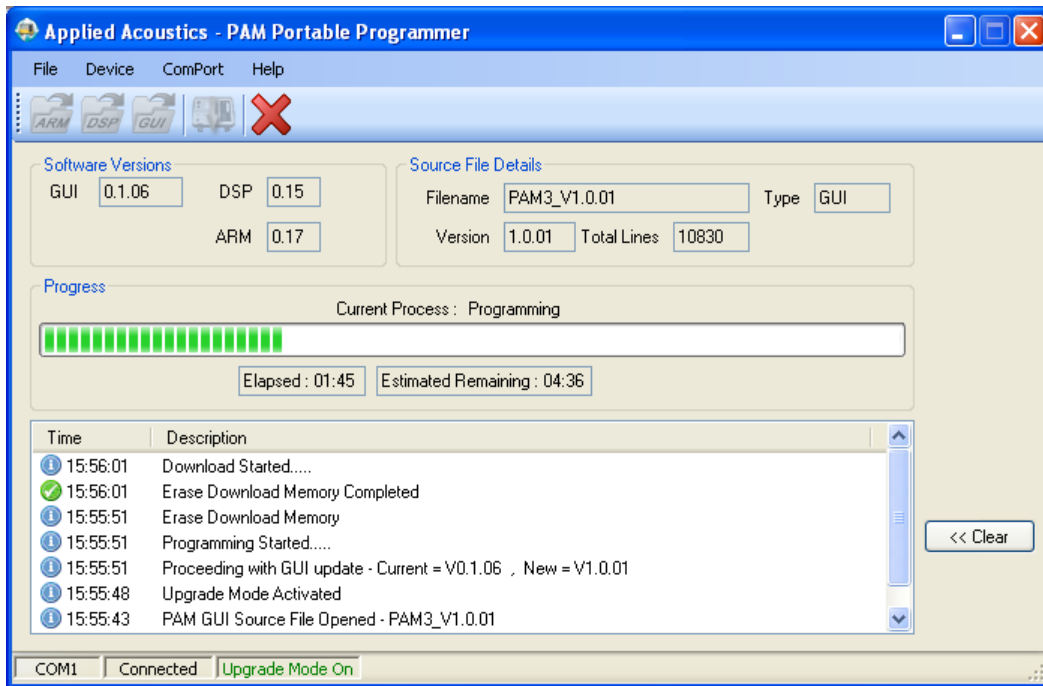 Applied Acoustics - PAM Portable Programmer
File Device ComPort Help
ARM DSP GUI
Software Versions
GUI 0.1.06 DSP 0.15
ARM 0.17
Source File Details
Filename PAM3_V1.0.01 Type GUI
Version 1.0.01 Total Lines 10830
Progress
Current Process : Programming
Elapsed : 01:45 Estimated Remaining : 04:36
Time Description
15:56:01 Download Started.....
15:56:01 Erase Download Memory Completed
15:55:51 Erase Download Memory
15:55:51 Programming Started.....
15:55:51 Proceeding with GUI update - Current = V0.1.06 , New = V1.0.01
15:55:48 Upgrade Mode Activated
15:55:43 PAM GUI Source File Opened - PAM3_V1.0.01
<< Clear
COM1 Connected Upgrade Mode On